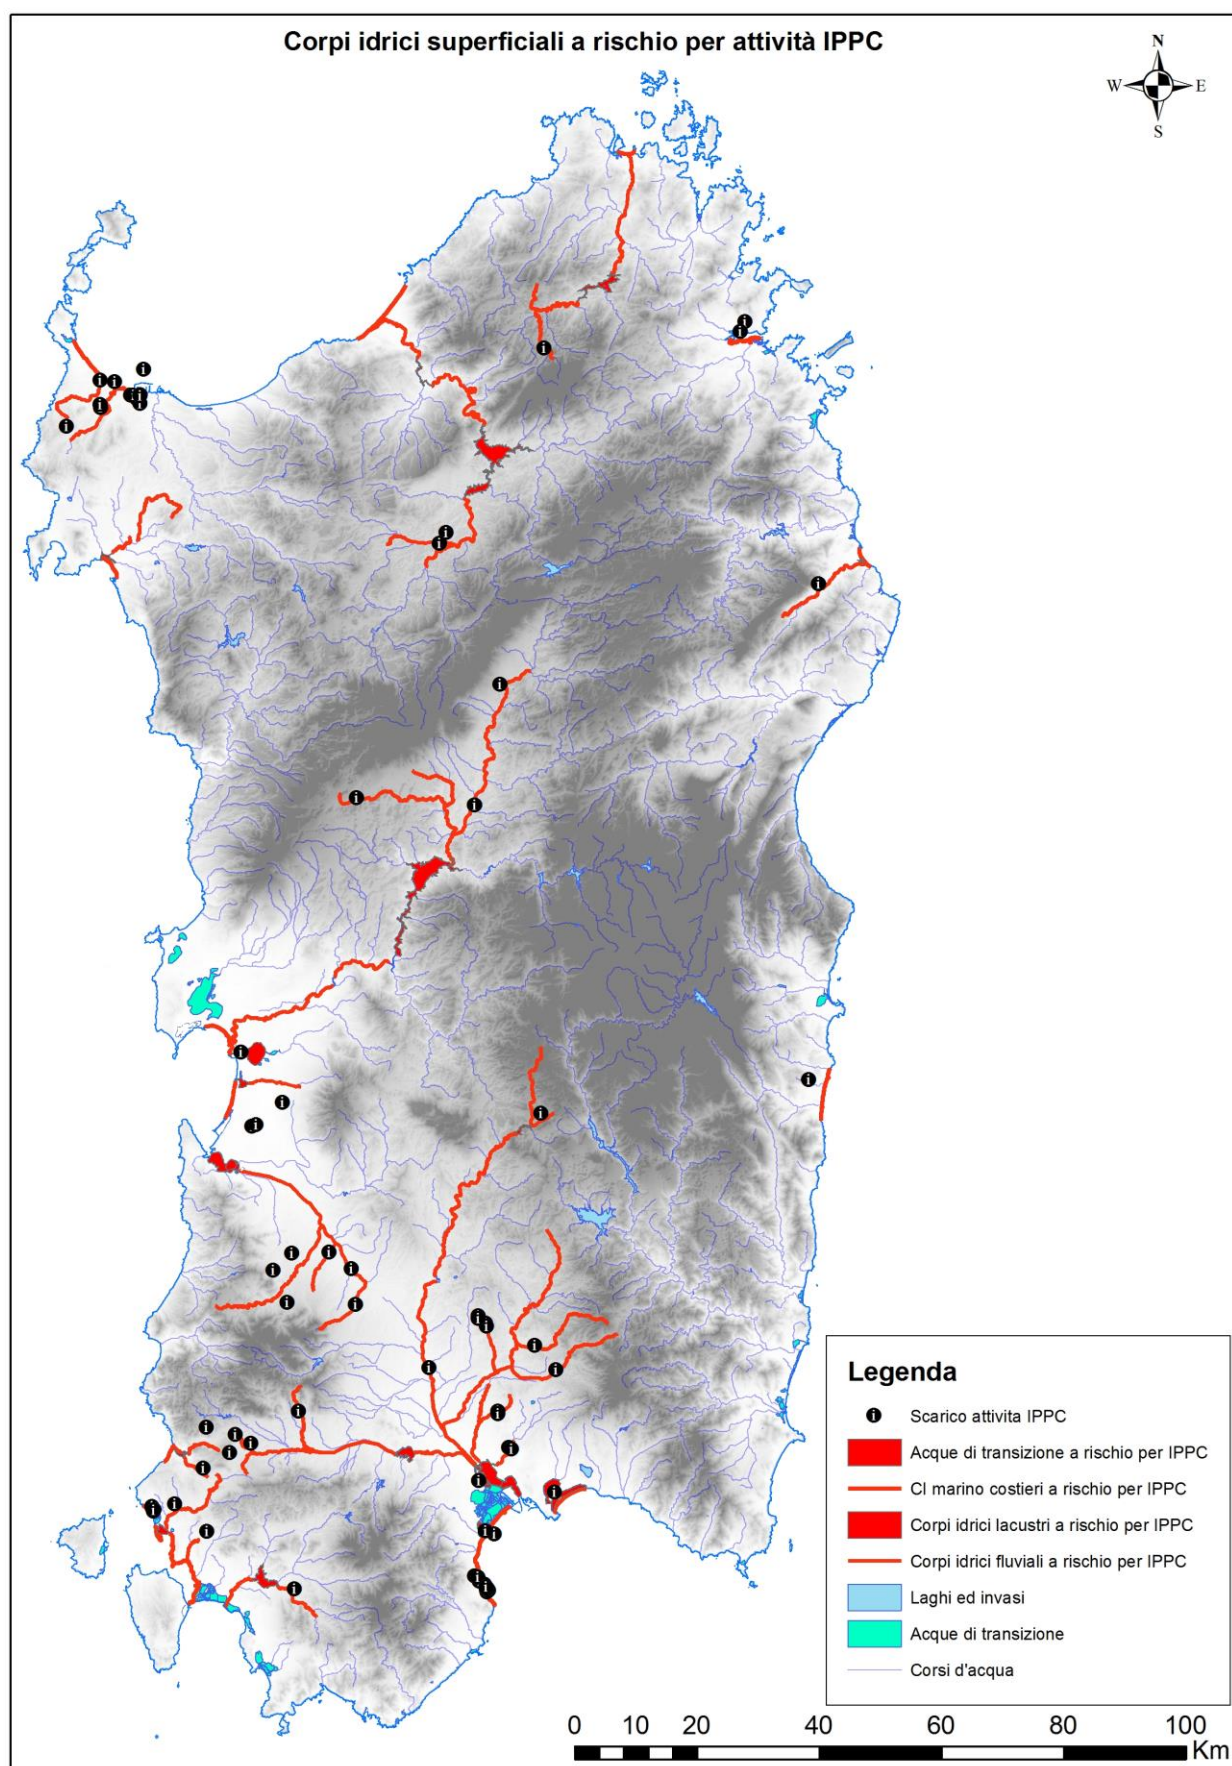 Corpi idrici superficiali a rischio per attività IPPC
N
W E
S
Legenda
Scarico attivita IPPC
Acque di transizione a rischio per IPPC
CI marino costieri a rischio per IPPC
Corpi idrici lacustri a rischio per IPPC
Corpi idrici fluviali a rischio per IPPC
Laghi ed invasi
Acque di transizione
Corsi d'acqua
0 10 20 40 60 80 100
Km